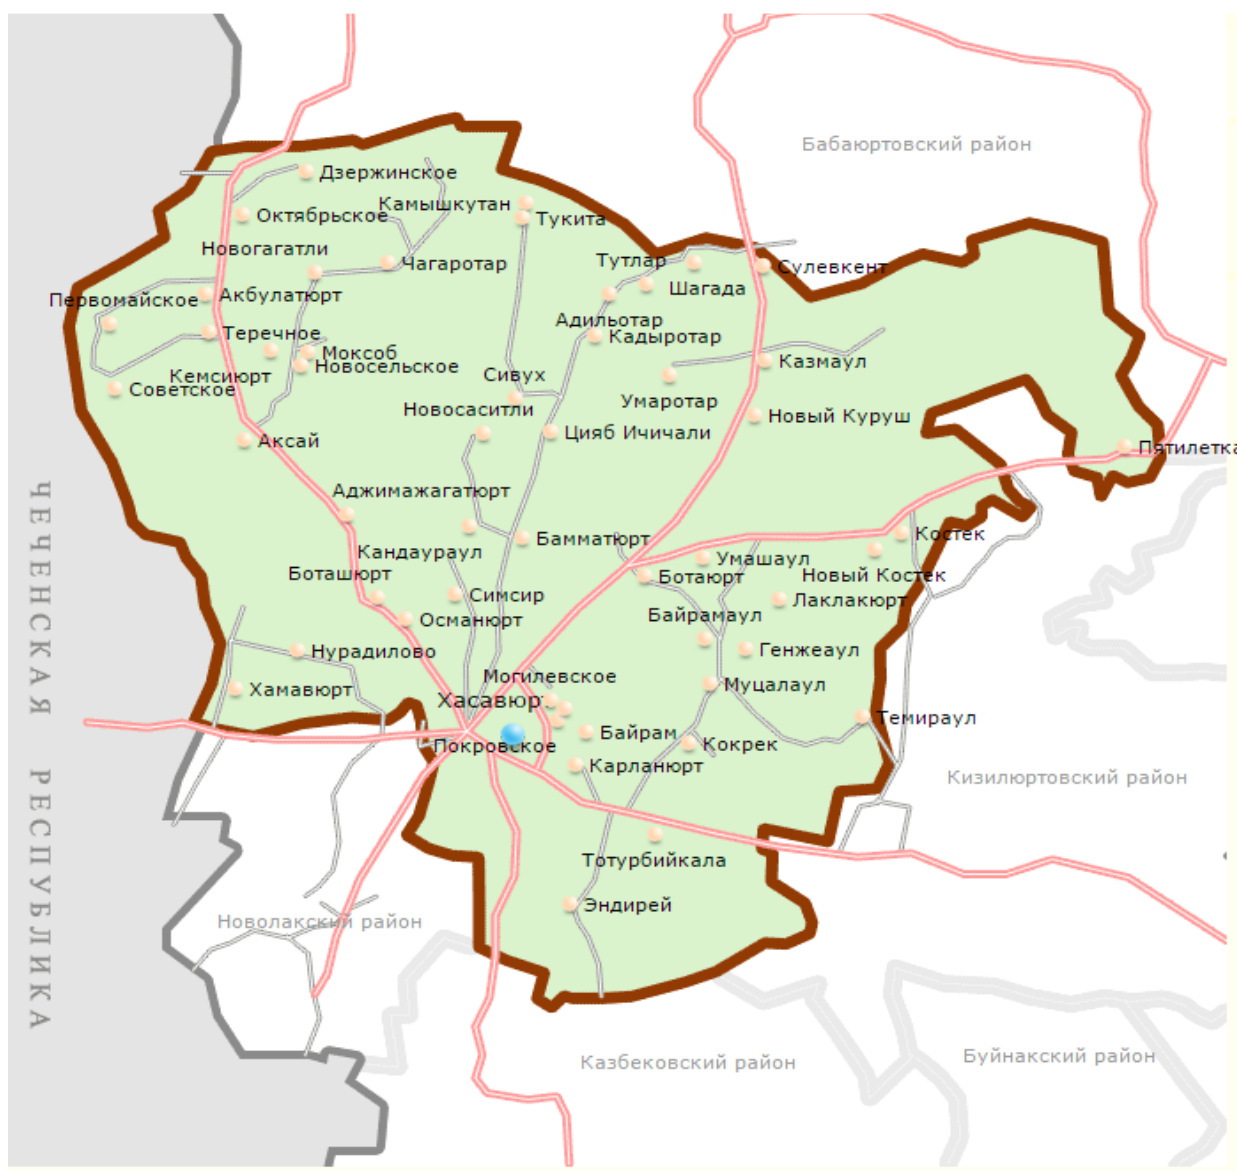 Бабаюртовский район
Дзержинское
Камышкутан
Октябрьское
Тукита
Новогагатли
Чагаротар
Тутлар
Сулевкент
Шагада
Первомайское
Акбулатюрт
Адильотар
Теречное
Кадыротар
Моксоб
Казмаул
Новосельское
Кемсиюрт
Сивух
Советское
Умаротар
Новосаситли
Новый Куруш
Аксай
Цияб Ичичали
Пятилетка
Аджимажагатюрт
Бамматюрт
Костек
Кандаураул
Умашаул
Боташюрт
Ботаюрт
Новый Костек
Симсир
Лаклакюрт
Османюрт
Байрамаул
Нурадилово
Генжеаул
Могилевское
Хамавюрт
Муцалаул
Хасавюрт
Темираул
Байрам
Покровское
Кокрек
Карланюрт
Кизилюртовский район
Тотурбийкала
Эндирей
Новолакский район
Казбековский район
Буйнакский район
ЧЕЧЕНСКАЯ РЕСПУБЛИКА